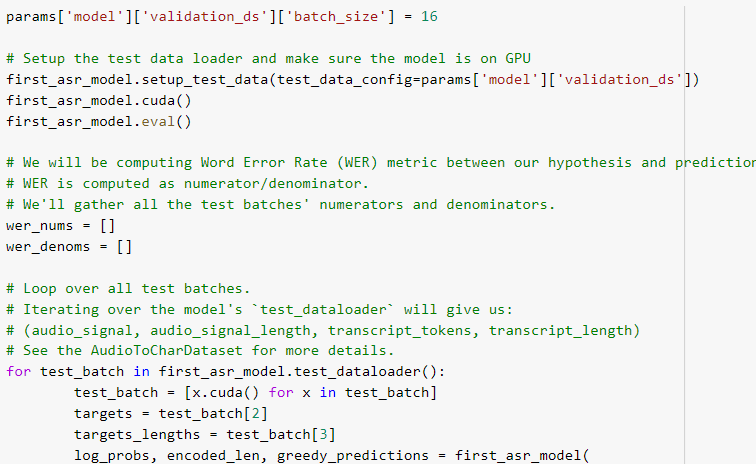 params['model']['validation_ds']['batch_size'] = 16
# Setup the test data loader and make sure the model is on GPU
first_asr_model.setup_test_data(test_data_config=params['model']['validation_ds'])
first_asr_model.cuda()
first_asr_model.eval()
# We will be computing Word Error Rate (WER) metric between our hypothesis and prediction
# WER is computed as numerator/denominator.
# We'll gather all the test batches' numerators and denominators.
wer_nums = []
wer_denoms = []
# Loop over all test batches.
# Iterating over the model's `test_dataloader` will give us:
# (audio_signal, audio_signal_length, transcript_tokens, transcript_length)
# See the AudioToCharDataset for more details.
for test_batch in first_asr_model.test_dataloader():
        test_batch = [x.cuda() for x in test_batch]
        targets = test_batch[2]
        targets_lengths = test_batch[3]
        log_probs, encoded_len, greedy_predictions = first_asr_model(